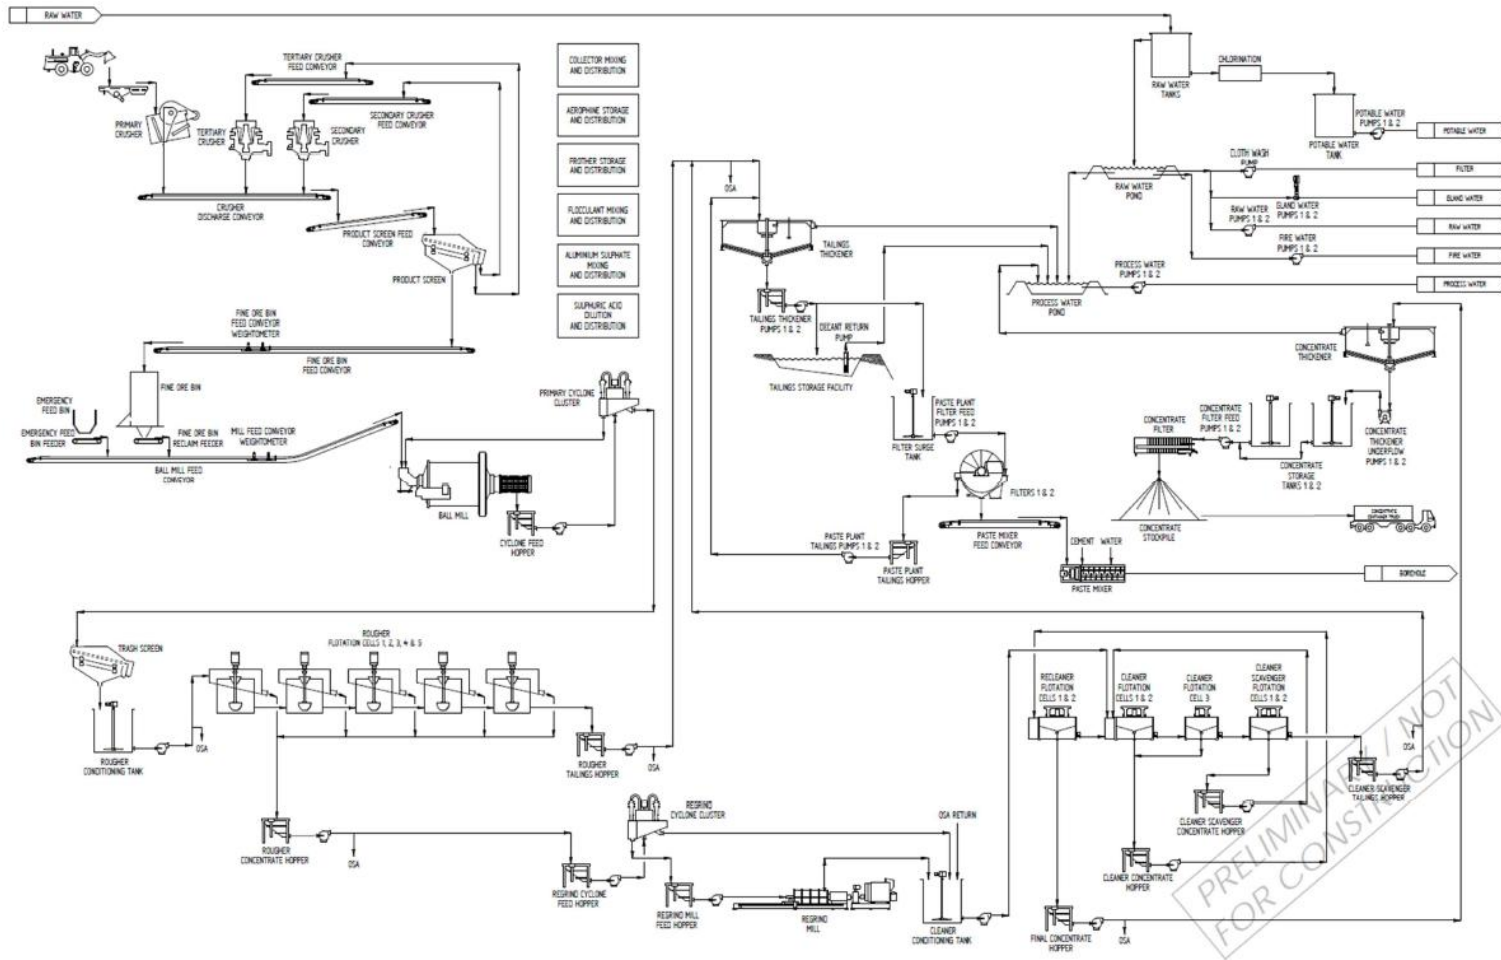 RAW WATER
TERTIARY CRUSHER
FEED CONVEYOR
SECONDARY CRUSHER
FEED CONVEYOR
PRIMARY
CRUSHER
TERTIARY
CRUSHER
SECONDARY
CRUSHER
CRUSHER
DISCHARGE CONVEYOR
PRODUCT SCREEN FEED
CONVEYOR
PRODUCT SCREEN
COLLECTOR MIXING
AND DISTRIBUTION
AEROPHINE STORAGE
AND DISTRIBUTION
FROTHER STORAGE
AND DISTRIBUTION
FLOCCULANT MIXING
AND DISTRIBUTION
ALUMINIUM SULPHATE
MIXING
AND DISTRIBUTION
SULPHURIC ACID
DILUTION
AND DISTRIBUTION
RAW WATER
TANKS
CHLORINATION
POTABLE WATER
PUMPS 1 & 2
POTABLE WATER
TANK
POTABLE WATER
CLOTH WASH
PUMP
FILTER
RAW WATER
POND
GLAND WATER
PUMPS 1 & 2
GLAND WATER
RAW WATER
PUMPS 1 & 2
RAW WATER
FIRE WATER
PUMPS 1 & 2
FIRE WATER
PROCESS WATER
PUMPS 1 & 2
PROCESS WATER
PROCESS WATER
POND
OSA
TAILINGS
THICKENER
TAILINGS THICKENER
PUMPS 1 & 2
DECANT RETURN
PUMP
TAILINGS STORAGE FACILITY
FINE ORE BIN
FEED CONVEYOR
WEIGHTOMETER
FINE ORE BIN
FEED CONVEYOR
FINE ORE BIN
EMERGENCY
FEED BIN
EMERGENCY FEED
BIN FEEDER
FINE ORE BIN
RECLAIM FEEDER
MILL FEED CONVEYOR
WEIGHTOMETER
BALL MILL FEED
CONVEYOR
PRIMARY CYCLONE
CLUSTER
BALL MILL
CYCLONE FEED
HOPPER
FILTER SURGE
TANK
PASTE PLANT
FILTER FEED
PUMPS 1 & 2
FILTERS 1 & 2
PASTE PLANT
TAILINGS PUMPS 1 & 2
PASTE PLANT
TAILINGS HOPPER
PASTE MIXER
FEED CONVEYOR
CEMENT WATER
PASTE MIXER
BOREHOLE
CONCENTRATE
THICKENER
CONCENTRATE
FILTER
CONCENTRATE
FILTER FEED
PUMPS 1 & 2
CONCENTRATE
THICKENER
UNDERFLOW
PUMPS 1 & 2
CONCENTRATE
STORAGE
TANKS 1 & 2
CONCENTRATE
STOCKPILE
CONCENTRATE
CONTAINER TRUCK
TRASH SCREEN
ROUGHER
CONDITIONING TANK
OSA
ROUGHER
FLOTATION CELLS 1, 2, 3, 4 & 5
ROUGHER
TAILINGS HOPPER
OSA
ROUGHER
CONCENTRATE HOPPER
OSA
REGRIND CYCLONE
FEED HOPPER
REGRIND
CYCLONE CLUSTER
REGRIND MILL
FEED HOPPER
REGRIND
MILL
OSA RETURN
CLEANER
CONDITIONING TANK
RECLEANER
FLOTATION
CELLS 1 & 2
CLEANER
FLOTATION
CELLS 1 & 2
CLEANER
FLOTATION
CELL 3
CLEANER
SCAVENGER
FLOTATION
CELLS 1 & 2
OSA
CLEANER SCAVENGER
TAILINGS HOPPER
CLEANER SCAVENGER
CONCENTRATE HOPPER
CLEANER CONCENTRATE
HOPPER
FINAL CONCENTRATE
HOPPER
OSA
PRELIMINARY / NOT
FOR CONSTRUCTION